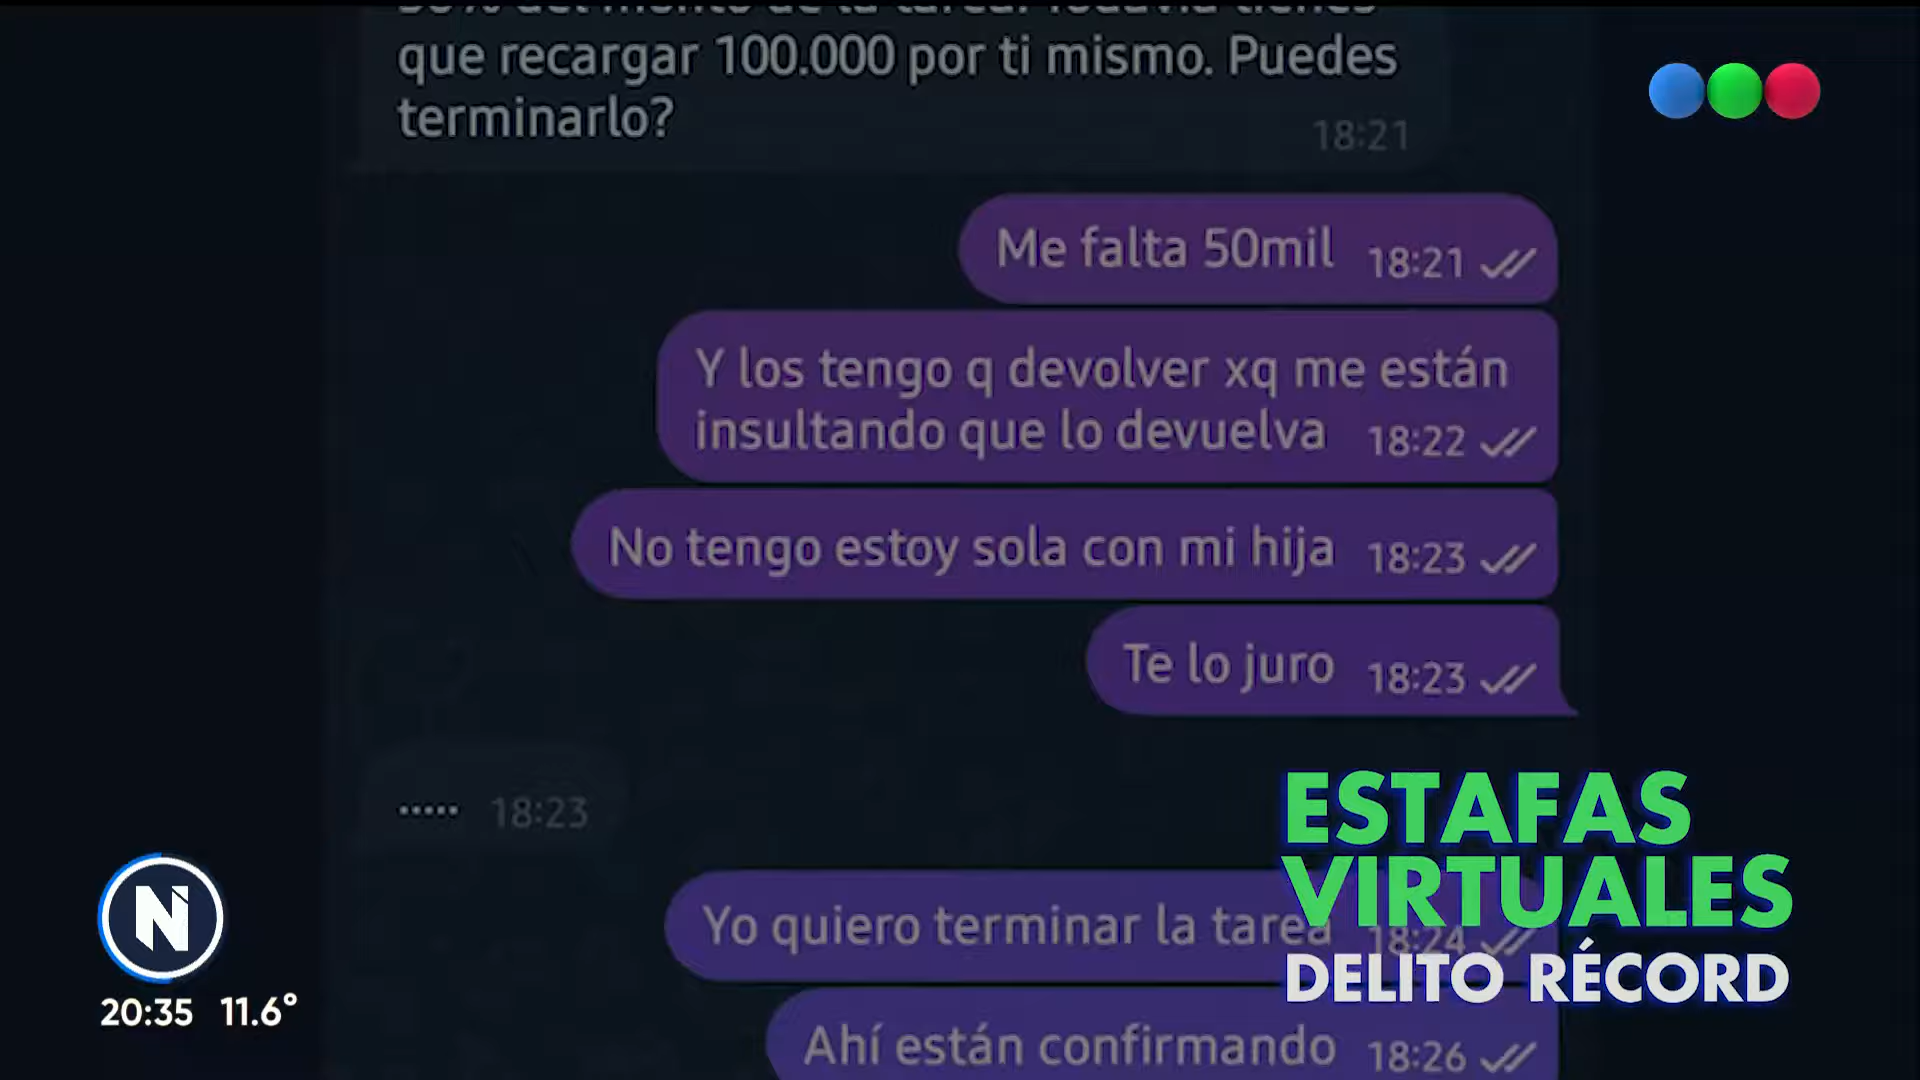 que recargar 100.000 por ti mismo. Puedes
terminarlo?
18:21
Me falta 50mil 18:21
Y los tengo q devolver xq me están
insultando que lo devuelva 18:22
No tengo estoy sola con mi hija 18:23
Te lo juro 18:23
..... 18:23
Yo quiero terminar la tarea 18:24
Ahí están confirmando 18:26
ESTAFAS
VIRTUALES
DELITO RÉCORD
N
20:35 11.6°